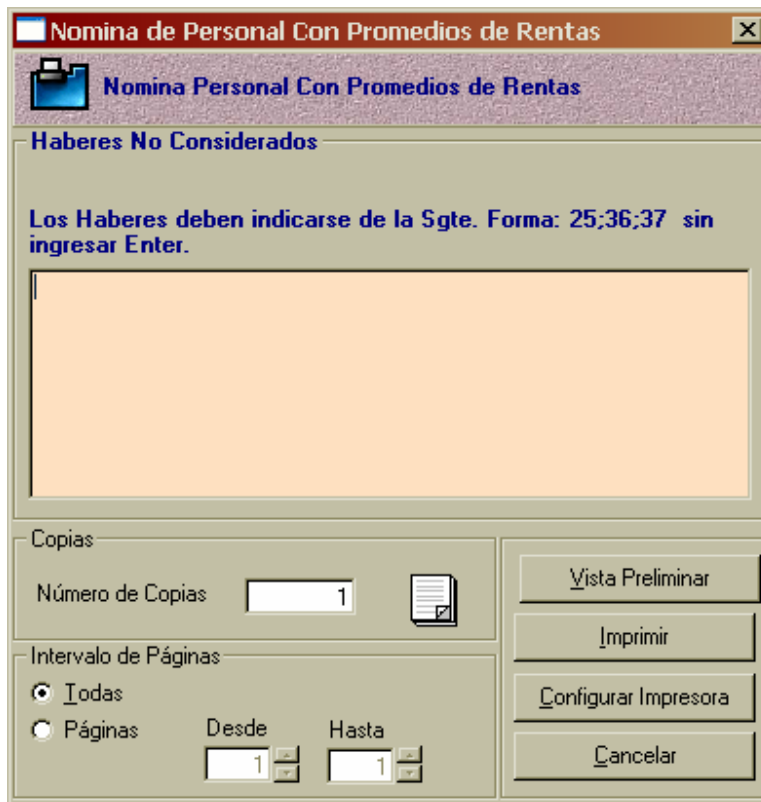 Nomina de Personal Con Promedios de Rentas
Nomina Personal Con Promedios de Rentas
Haberes No Considerados
Los Haberes deben indicarse de la Sgte. Forma: 25;36;37 sin
ingresar Enter.
Copias
Número de Copias 1
Intervalo de Páginas
Todas
Páginas Desde Hasta
1 1
Vista Preliminar
Imprimir
Configurar Impresora
Cancelar